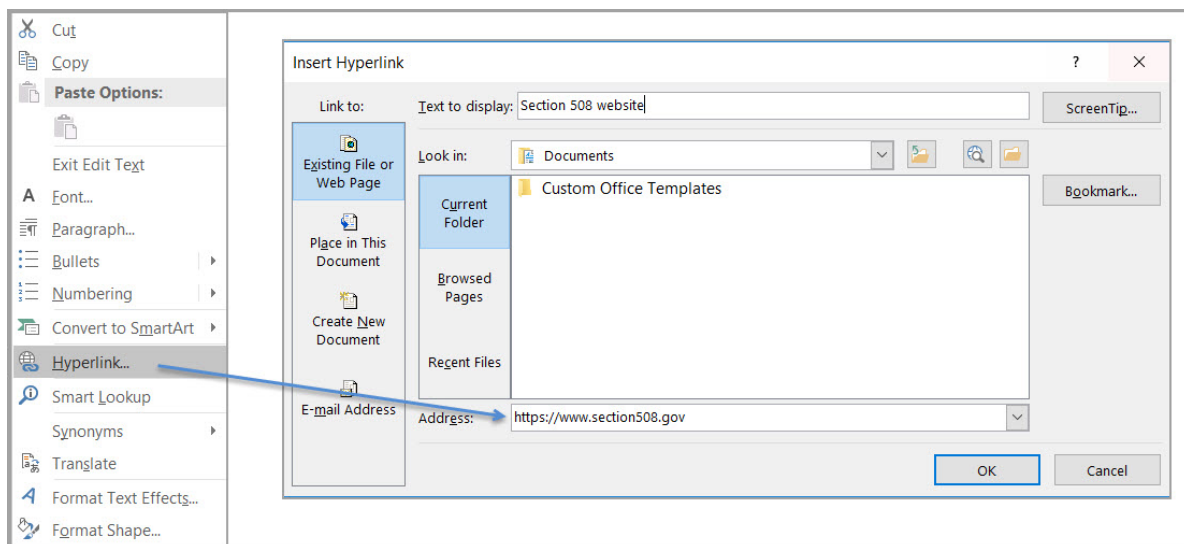 Cut
Copy
Paste Options:
Exit Edit Text
A Font...
Paragraph...
Bullets
Numbering
Convert to SmartArt
Hyperlink...
Smart Lookup
Synonyms
Translate
A Format Text Effects...
Format Shape...
Insert Hyperlink ? ×
Link to:
Existing File or
Web Page
Place in This
Document
Create New
Document
E-mail Address
Text to display: Section 508 website
ScreenTip...
Look in: Documents
Bookmark...
Current
Folder
Browsed
Pages
Recent Files
Custom Office Templates
Address: https://www.section508.gov
OK Cancel